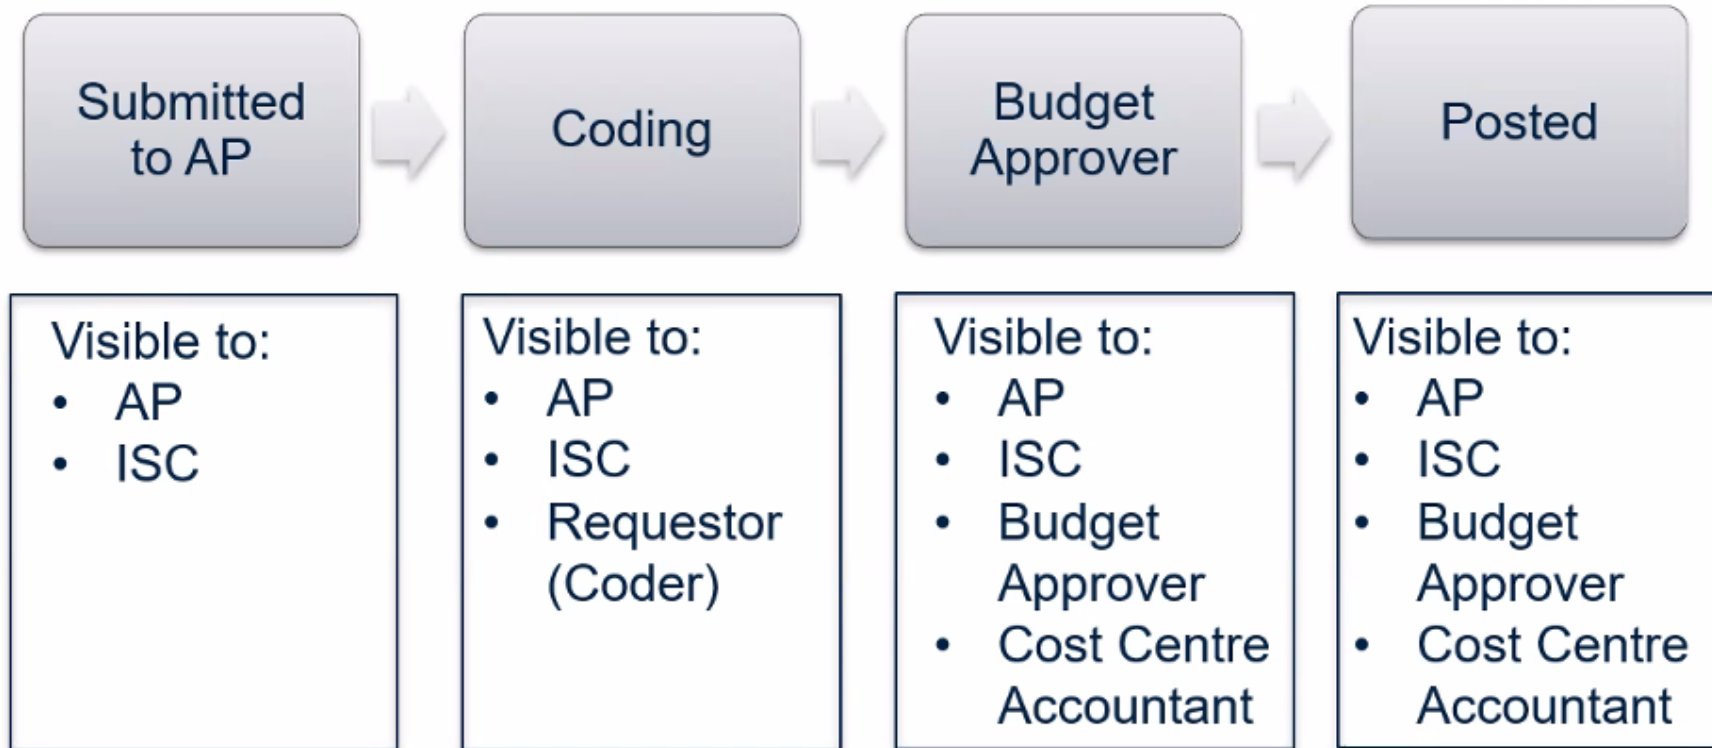 Submitted
to AP
Coding
Budget
Approver
Posted
Visible to:
• AP
• ISC
Visible to:
• AP
• ISC
• Requestor
(Coder)
Visible to:
• AP
• ISC
• Budget
Approver
• Cost Centre
Accountant
Visible to:
• AP
• ISC
• Budget
Approver
• Cost Centre
Accountant